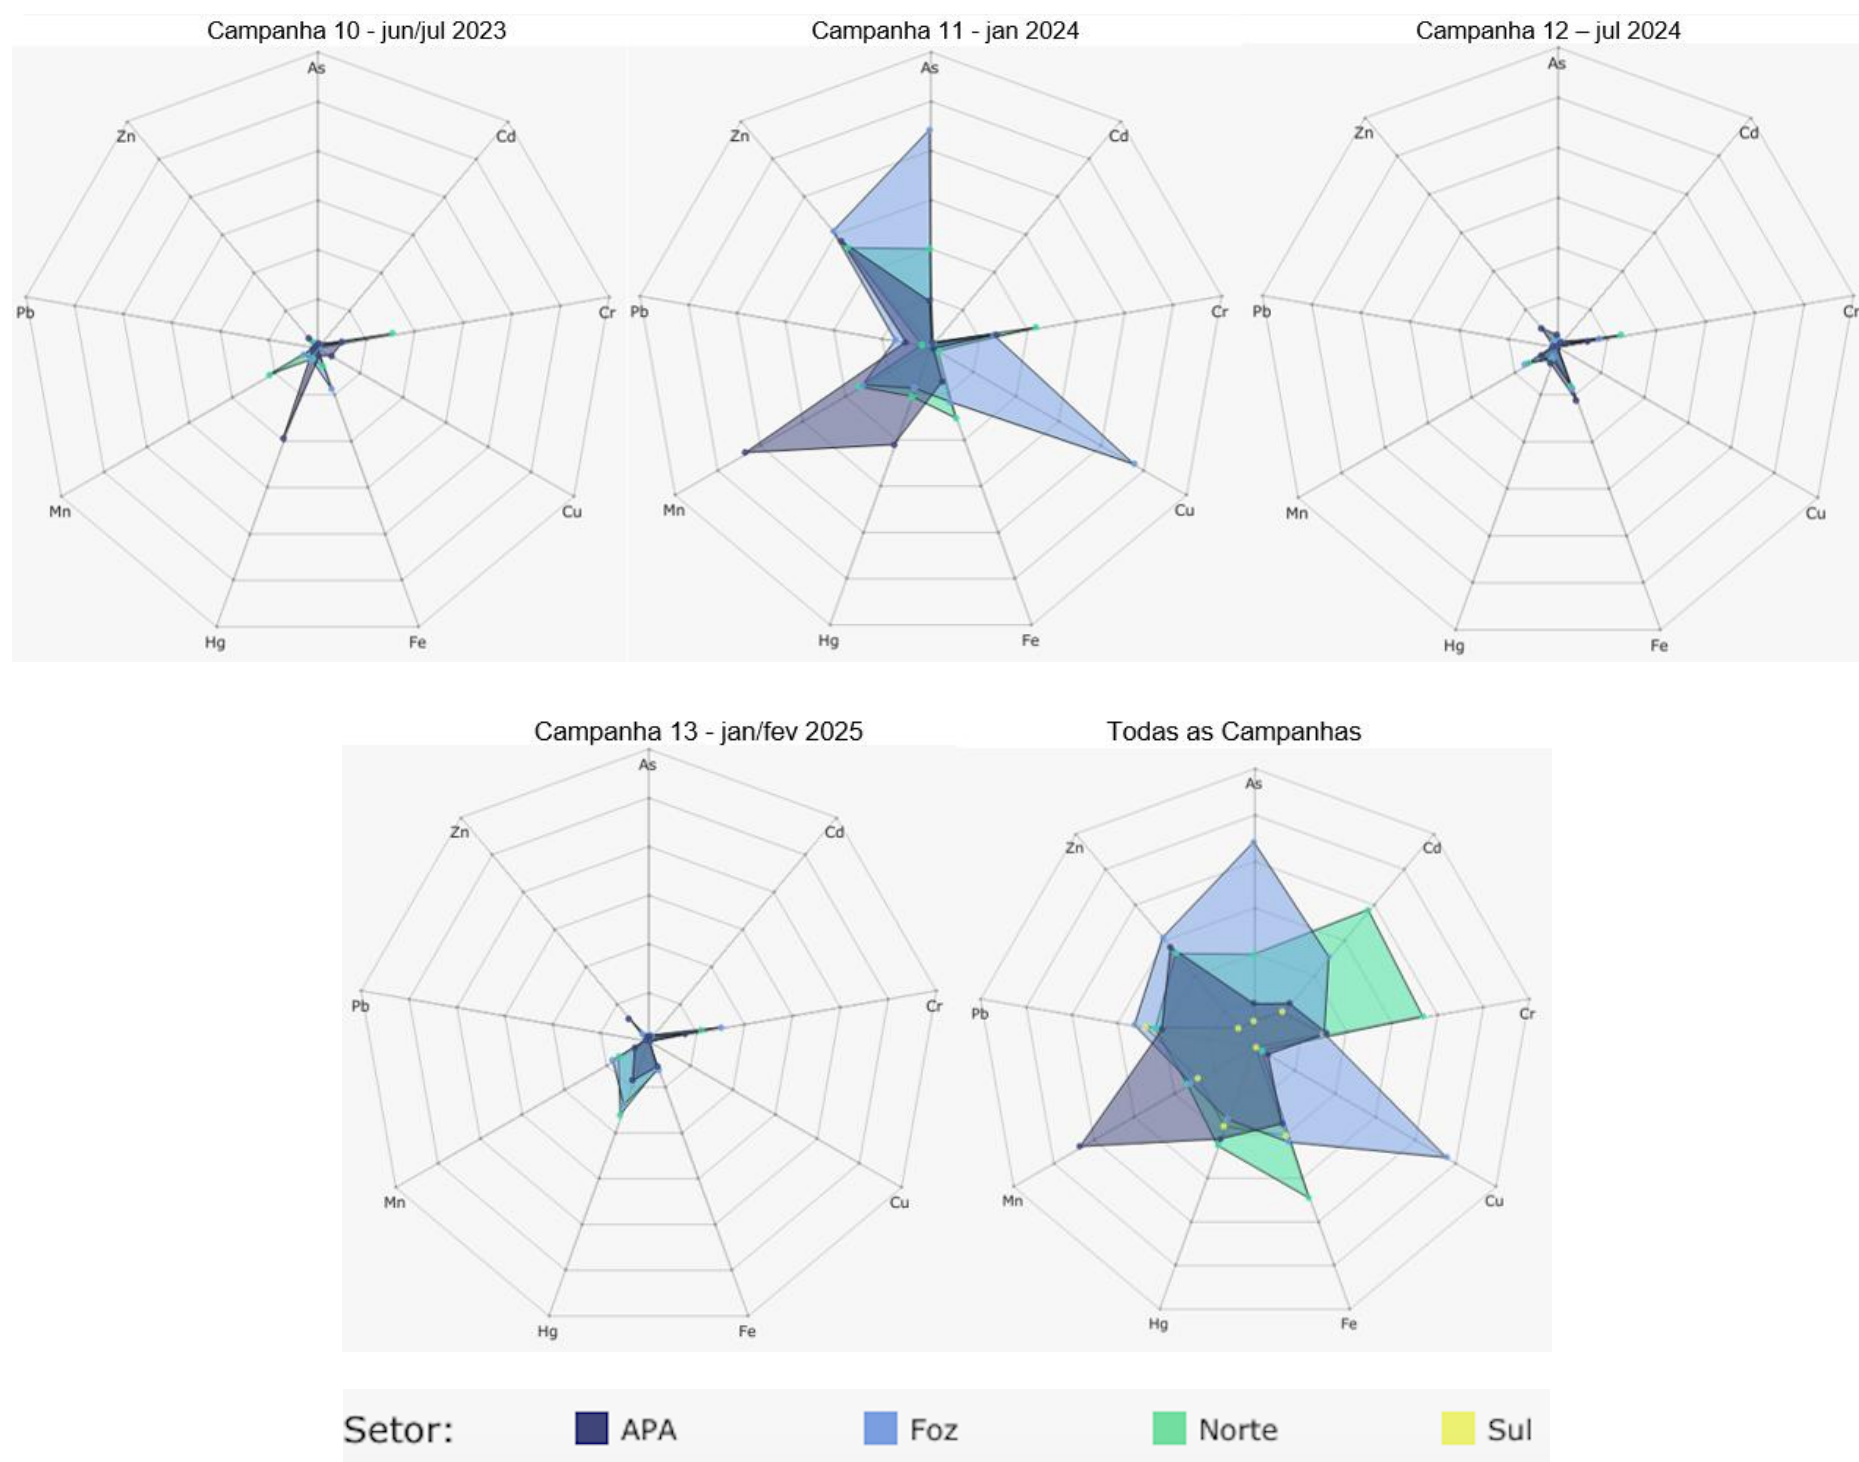 Campanha 10 - jun/jul 2023
As
Zn
Cd
Pb
Cr
Mn
Cu
Hg
Fe
Campanha 11 - jan 2024
As
Zn
Cd
Pb
Cr
Mn
Cu
Hg
Fe
Campanha 12 – jul 2024
As
Zn
Cd
Pb
Cr
Mn
Cu
Hg
Fe
Campanha 13 - jan/fev 2025
As
Zn
Cd
Pb
Cr
Mn
Cu
Hg
Fe
Todas as Campanhas
As
Zn
Cd
Pb
Cr
Mn
Cu
Hg
Fe
Setor: APA Foz Norte Sul